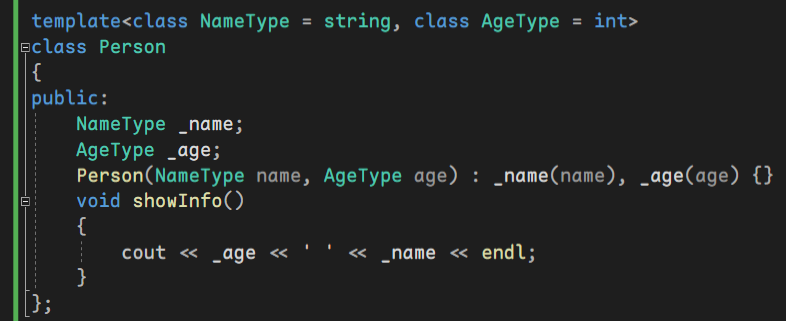 template<class NameType = string, class AgeType = int>
class Person
{
public:
    NameType _name;
    AgeType _age;
    Person(NameType name, AgeType age) : _name(name), _age(age) {}
    void showInfo()
    {
        cout << _age << ' ' << _name << endl;
    }
};